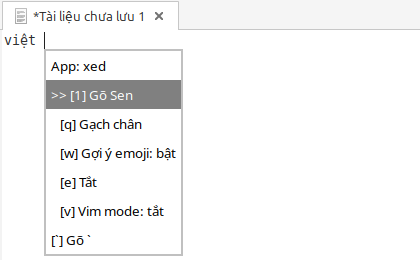 *Tài liệu chưa lưu 1
việt
App: xed
>> [1] Gõ Sen
[q] Gạch chân
[w] Gợi ý emoji: bật
[e] Tắt
[v] Vim mode: tắt
[`] Gõ `